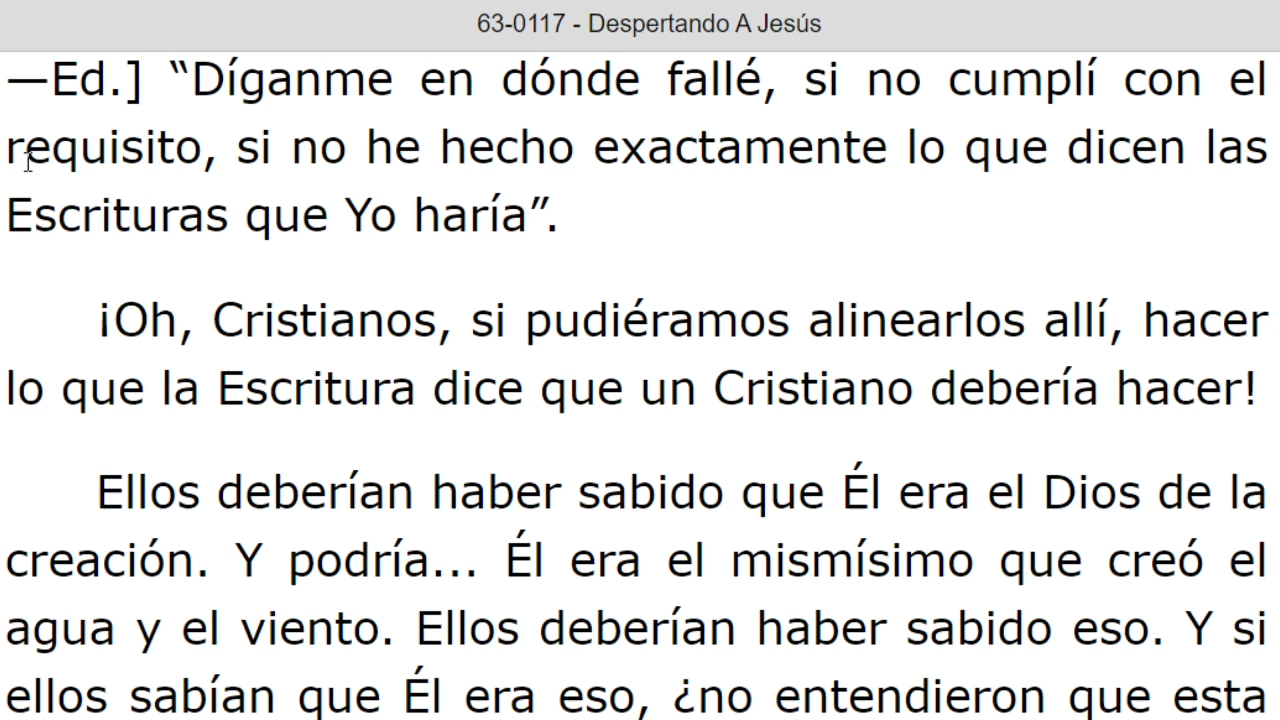 63-0117 - Despertando A Jesús
—Ed.] “Díganme en dónde fallé, si no cumplí con el
requisito, si no he hecho exactamente lo que dicen las
Escrituras que Yo haría”.
¡Oh, Cristianos, si pudiéramos alinearlos allí, hacer
lo que la Escritura dice que un Cristiano debería hacer!
Ellos deberían haber sabido que Él era el Dios de la
creación. Y podría... Él era el mismísimo que creó el
agua y el viento. Ellos deberían haber sabido eso. Y si
ellos sabían que Él era eso, ¿no entendieron que esta